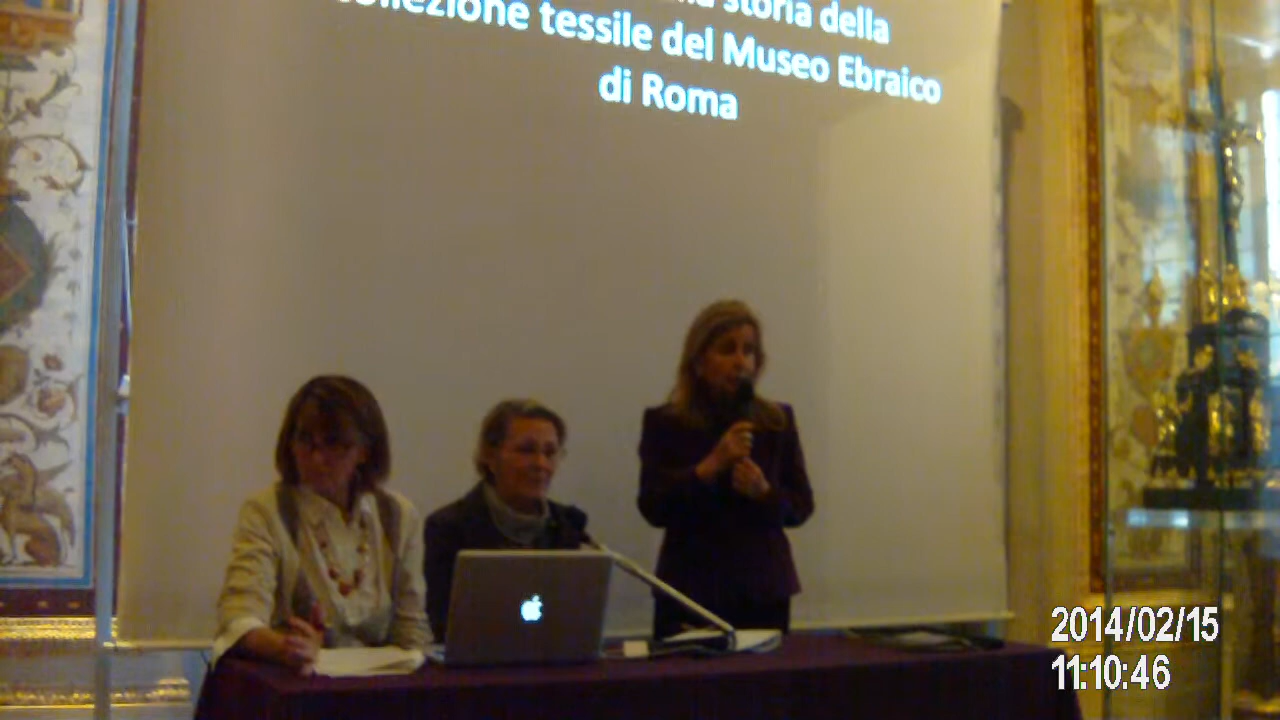 storia della
collezione tessile del Museo Ebraico
di Roma
2014/02/15
11:10:46